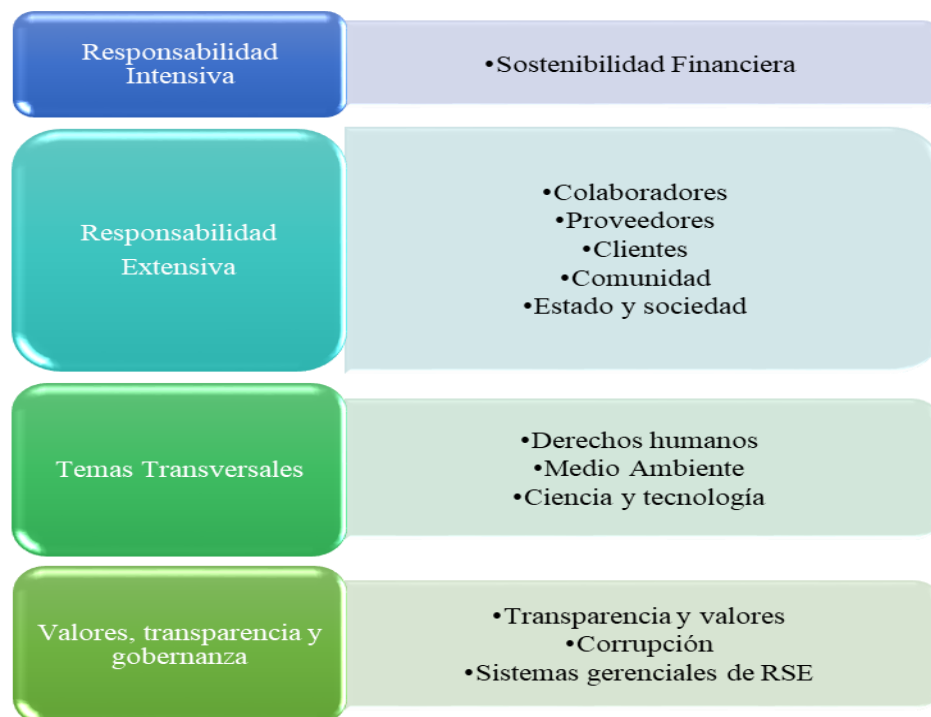 Responsabilidad
Intensiva
•Sostenibilidad Financiera
Responsabilidad
Extensiva
•Colaboradores
•Proveedores
•Clientes
•Comunidad
•Estado y sociedad
Temas Transversales
•Derechos humanos
•Medio Ambiente
•Ciencia y tecnología
Valores, transparencia y
gobernanza
•Transparencia y valores
•Corrupción
•Sistemas gerenciales de RSE